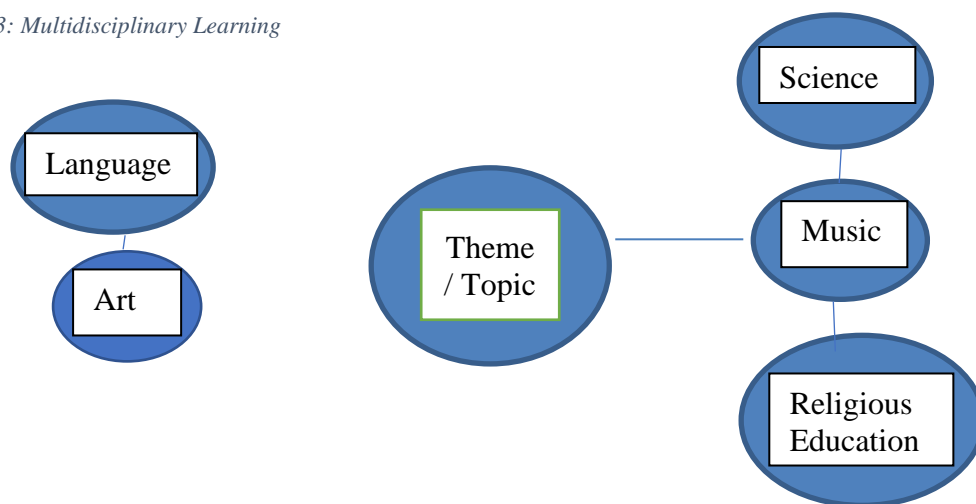 3: Multidisciplinary Learning
Science
Language
Music
Theme
/ Topic
Art
Religious
Education